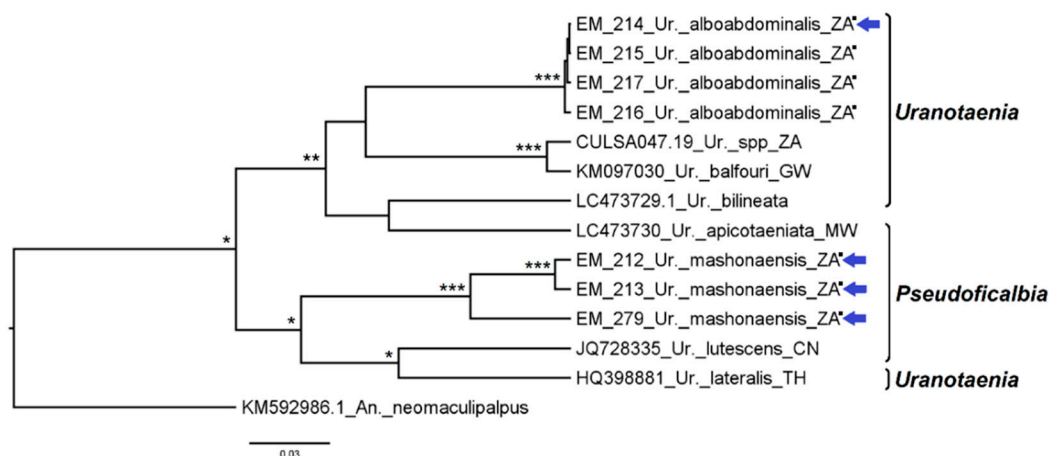 EM_214_Ur._alboabdominalis_ZA
***
EM_215_Ur._alboabdominalis_ZA
EM_217_Ur._alboabdominalis_ZA
EM_216_Ur._alboabdominalis_ZA
Uranotaenia
***
CULSA047.19_Ur._spp_ZA
**
KM097030_Ur._balfouri_GW
LC473729.1_Ur._bilineata
LC473730_Ur._apicotaeniata_MW
*
***
EM_212_Ur._mashonaensis_ZA
***
EM_213_Ur._mashonaensis_ZA
Pseudoficalbia
*
EM_279_Ur._mashonaensis_ZA
*
JQ728335_Ur._lutescens_CN
HQ398881_Ur._lateralis_TH
Uranotaenia
KM592986.1_An._neomaculipalpus
0.03